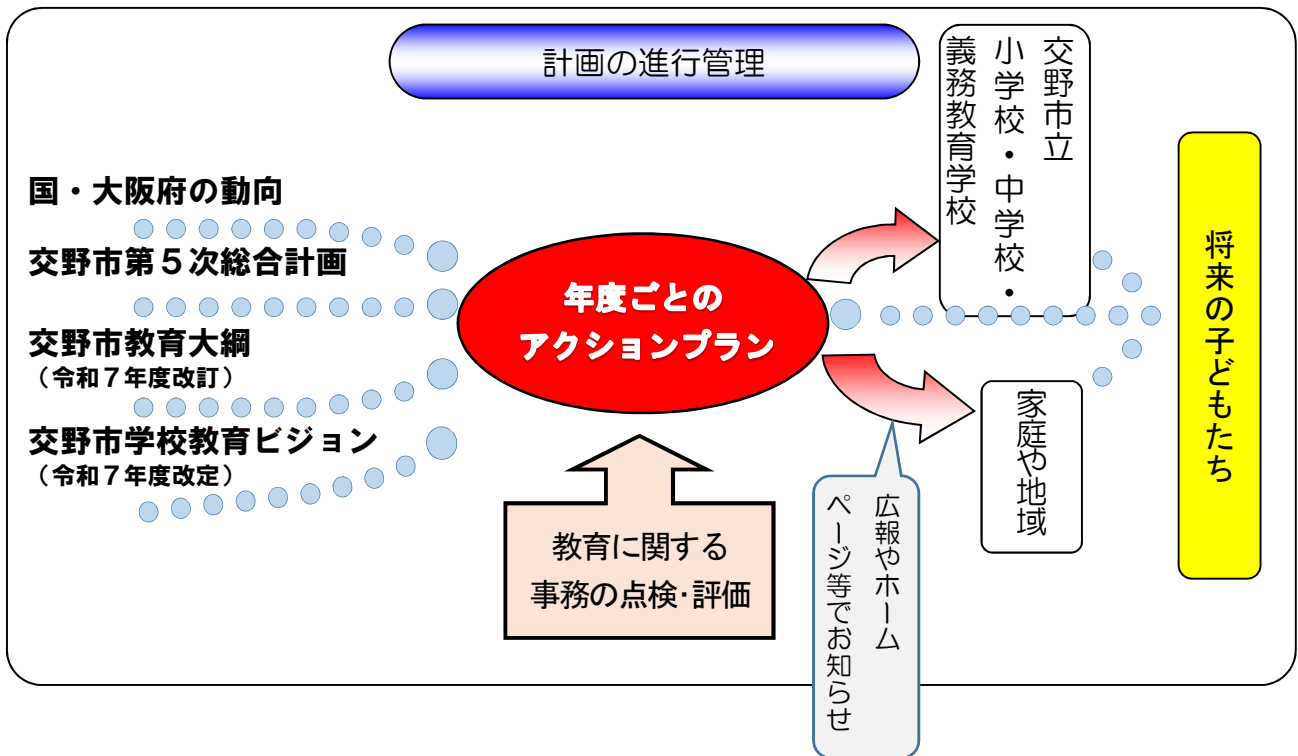 計画の進行管理
国・大阪府の動向
交野市第５次総合計画
交野市教育大綱
（令和７年度改訂）
交野市学校教育ビジョン
（令和７年度改定）
年度ごとの
アクションプラン
教育に関する
事務の点検・評価
交野市立
小学校・中学校・
義務教育学校
家庭や地域
広報やホーム
ページ等でお知らせ
将来の子どもたち